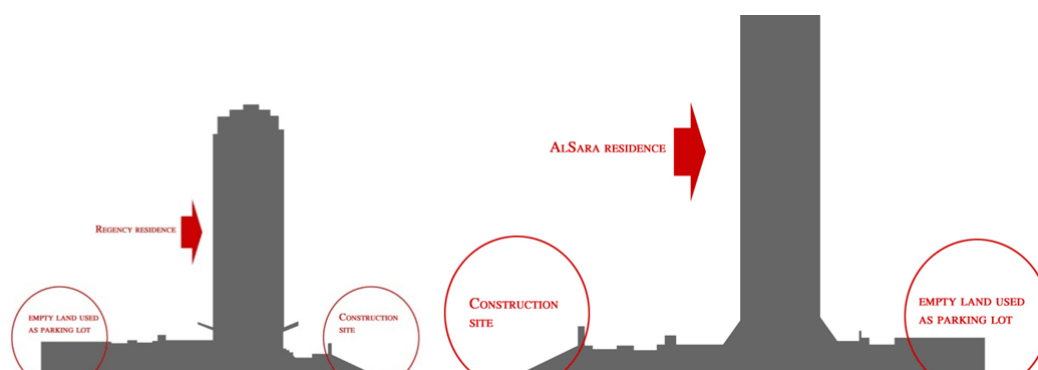 Regency residence
empty land used
as parking lot
Construction
site
AlSara residence
Construction
site
empty land used
as parking lot